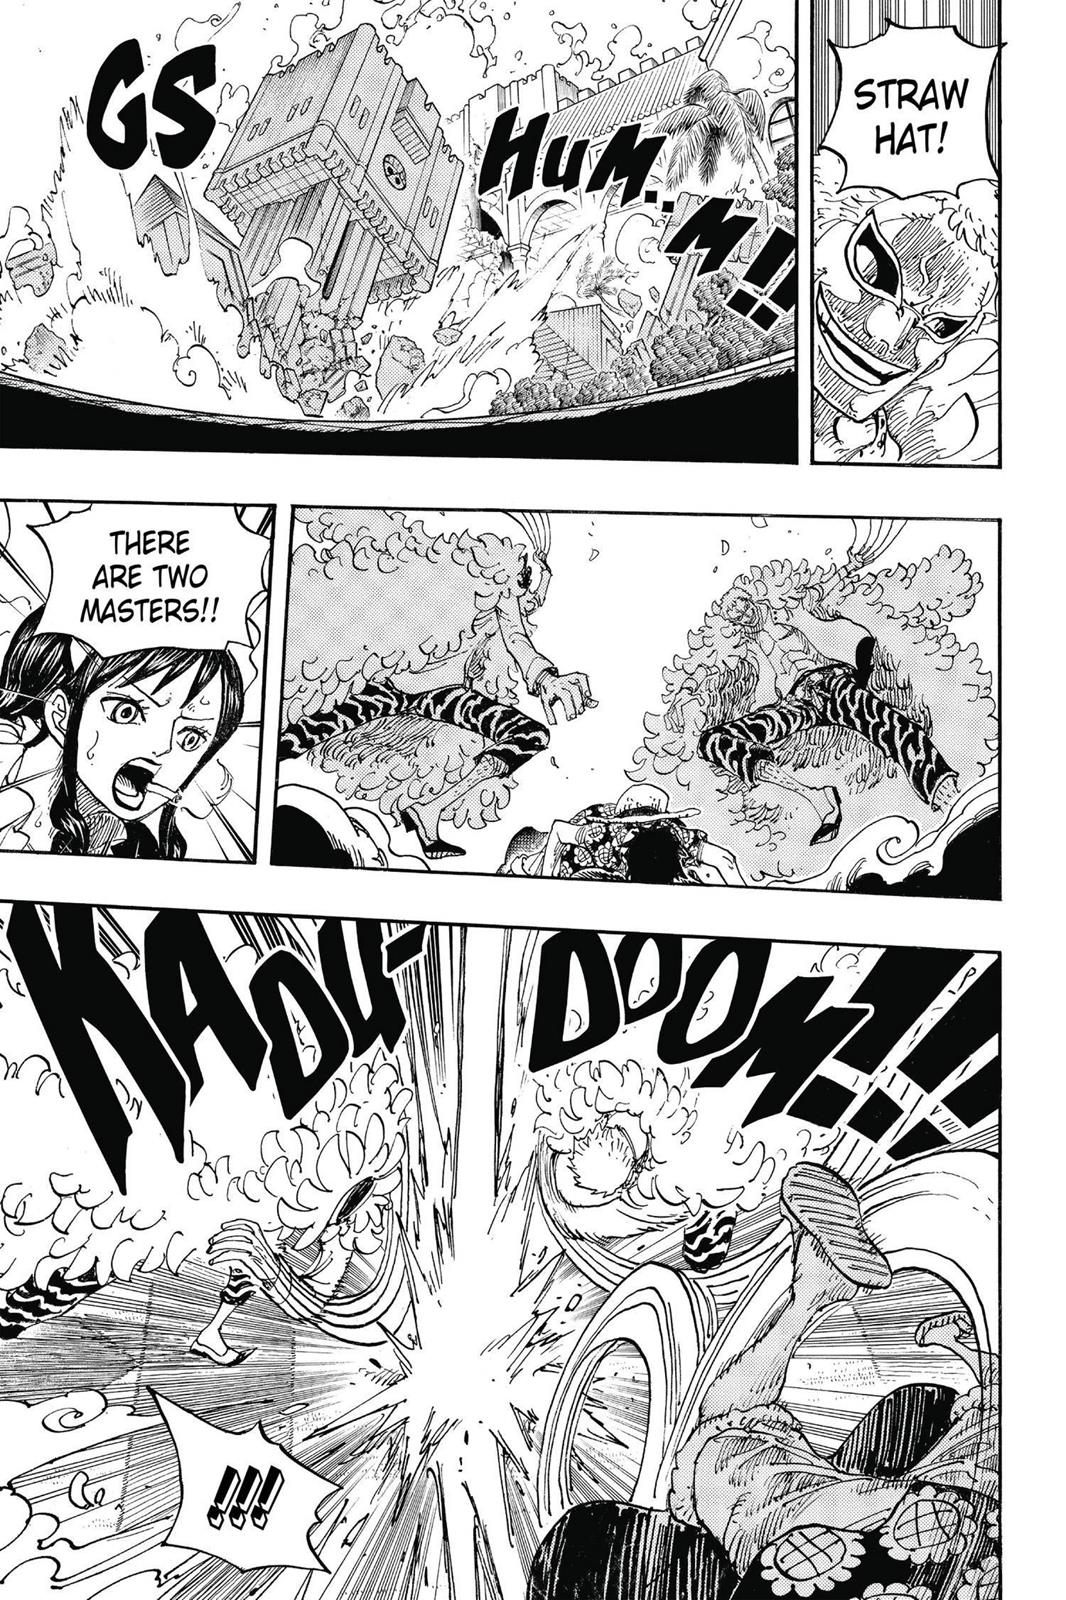 STRAW
HAT!
GS
HUM...M!!
THERE
ARE TWO
MASTERS!!
KADU-
DOOM!!!
!!!!